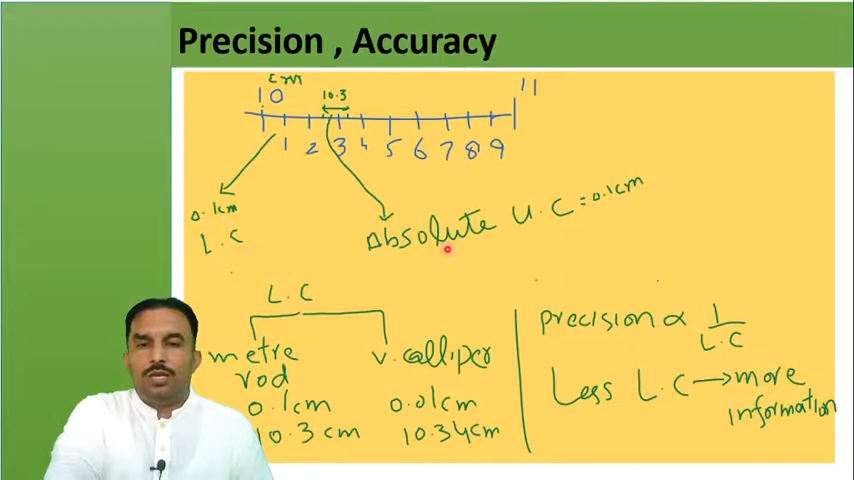 Precision , Accuracy
cm
10 10.3 11
1 2 3 4 5 6 7 8 9
0.1cm
L.C
Absolute U.C = 0.1cm
L.C
metre rod
0.1cm
10.3 cm
v.calliper
0.01cm
10.34cm
precision ∝ 1/L.C
Less L.C → more information